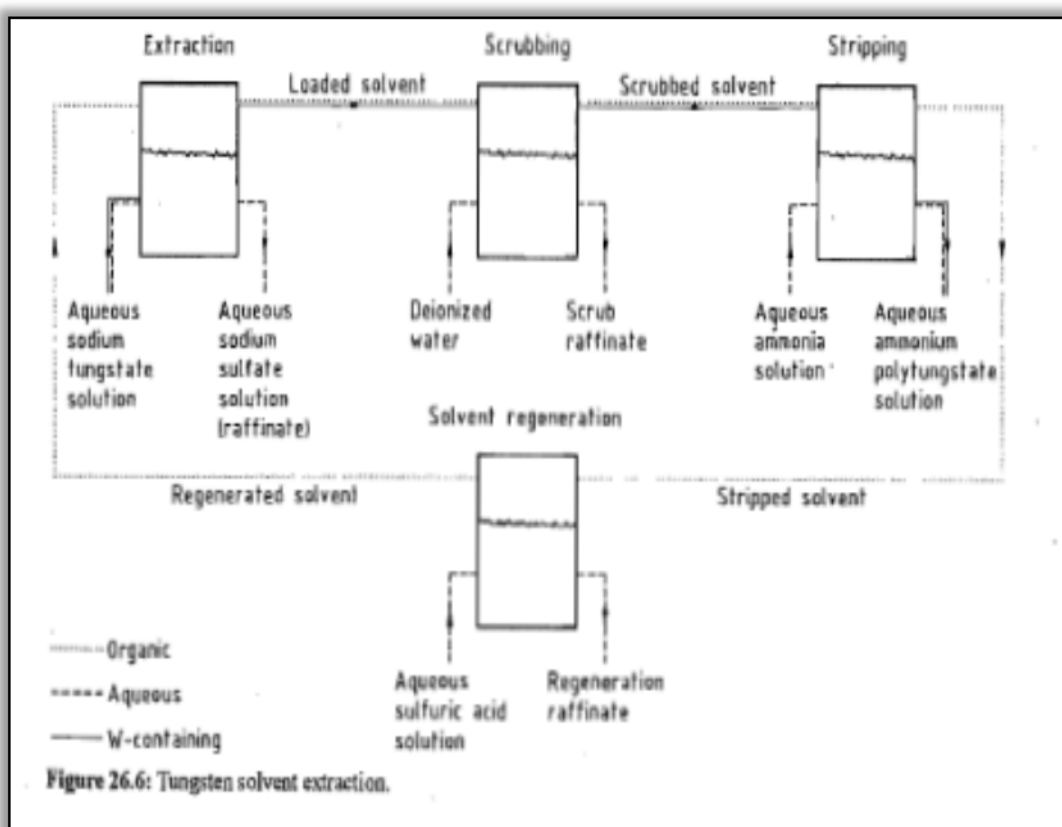 Extraction
Scrubbing
Stripping
Loaded solvent
Scrubbed solvent
Aqueous
sodium
tungstate
solution
Aqueous
sodium
sulfate
solution
(raffinate)
Deionized
water
Scrub
raffinate
Aqueous
ammonia
solution
Aqueous
ammonium
polytungstate
solution
Solvent regeneration
Regenerated solvent
Stripped solvent
Aqueous
sulfuric acid
solution
Regeneration
raffinate
Organic
Aqueous
W-containing
Figure 26.6: Tungsten solvent extraction.